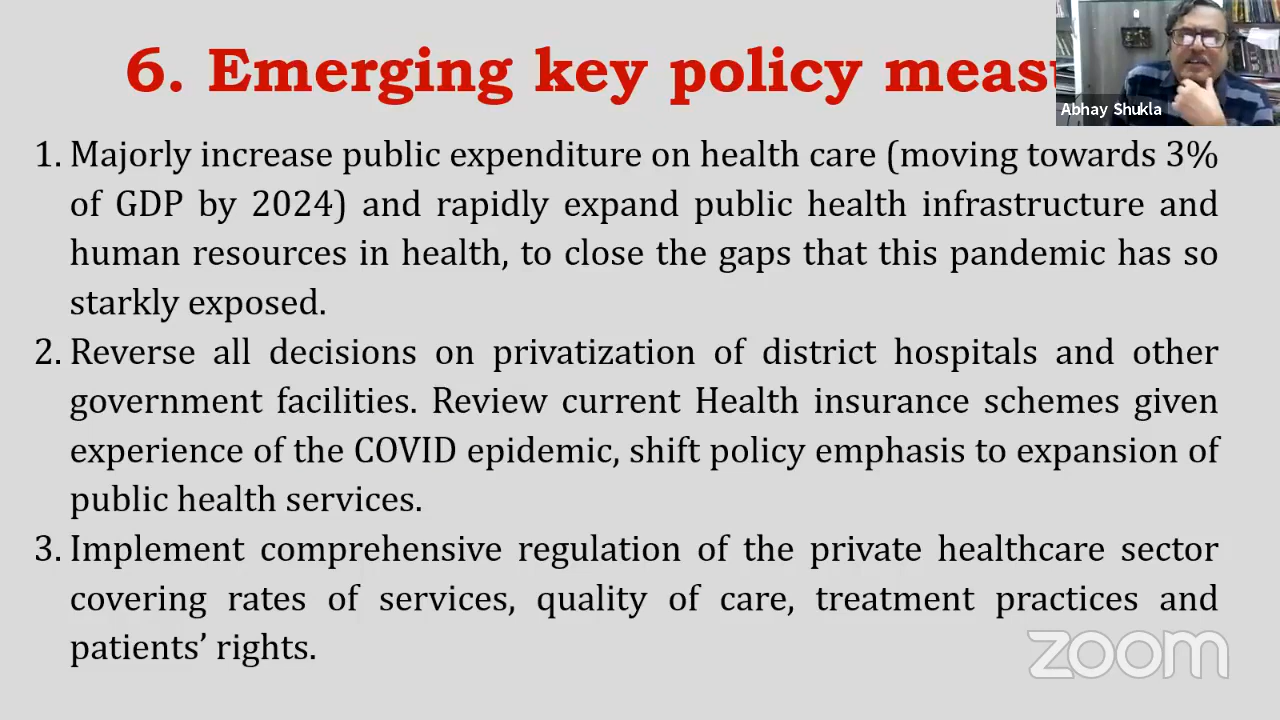 6. Emerging key policy
Abhay Shukla
1. Majorly increase public expenditure on health care (moving towards 3%
of GDP by 2024) and rapidly expand public health infrastructure and
human resources in health, to close the gaps that this pandemic has so
starkly exposed.
2. Reverse all decisions on privatization of district hospitals and other
government facilities. Review current Health insurance schemes given
experience of the COVID epidemic, shift policy emphasis to expansion of
public health services.
3. Implement comprehensive regulation of the private healthcare sector
covering rates of services, quality of care, treatment practices and
patients’ rights.
zoom